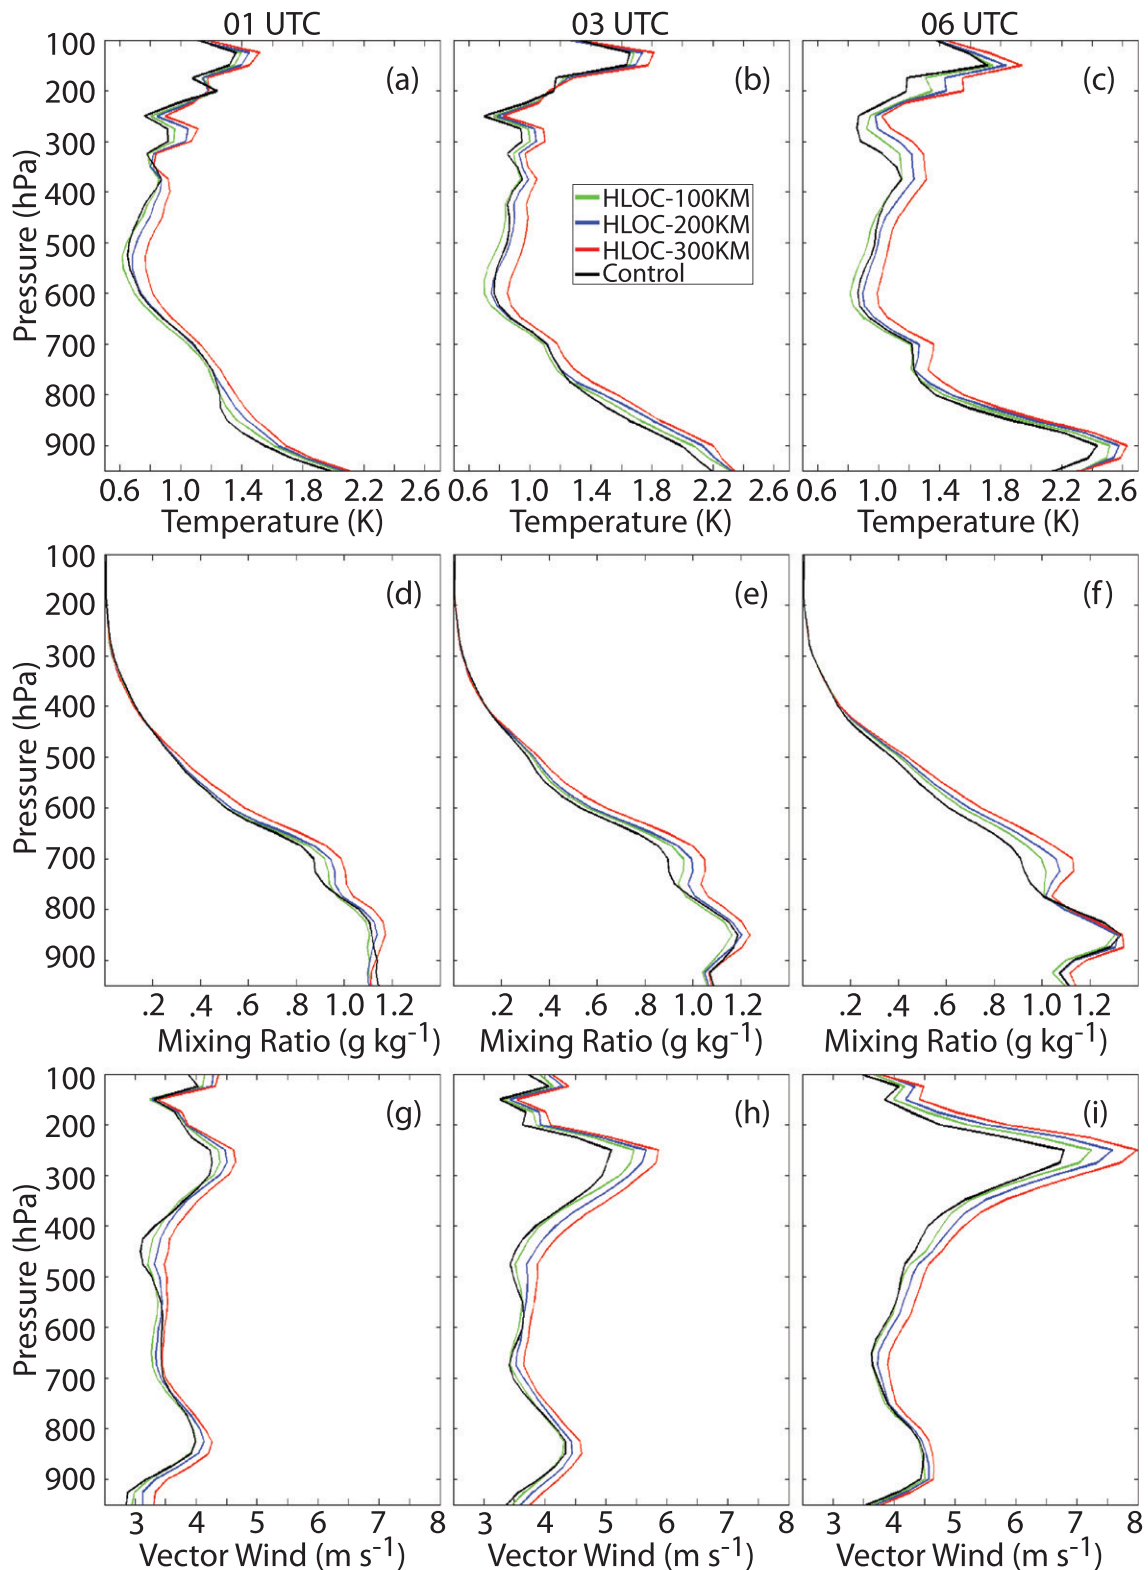 01 UTC 03 UTC 06 UTC
100 (a) (b) (c)
200
300
400
500
600
700
800
900
Pressure (hPa)
HLOC-100KM
HLOC-200KM
HLOC-300KM
Control
0.6 1.0 1.4 1.8 2.2 2.6 0.6 1.0 1.4 1.8 2.2 2.6 0.6 1.0 1.4 1.8 2.2 2.6
Temperature (K) Temperature (K) Temperature (K)
100 (d) (e) (f)
200
300
400
500
600
700
800
900
Pressure (hPa)
.2 .4 .6 .8 1.0 1.2 .2 .4 .6 .8 1.0 1.2 .2 .4 .6 .8 1.0 1.2
Mixing Ratio (g kg-1) Mixing Ratio (g kg-1) Mixing Ratio (g kg-1)
100 (g) (h) (i)
200
300
400
500
600
700
800
900
Pressure (hPa)
3 4 5 6 7 8 3 4 5 6 7 8 3 4 5 6 7 8
Vector Wind (m s-1) Vector Wind (m s-1) Vector Wind (m s-1)